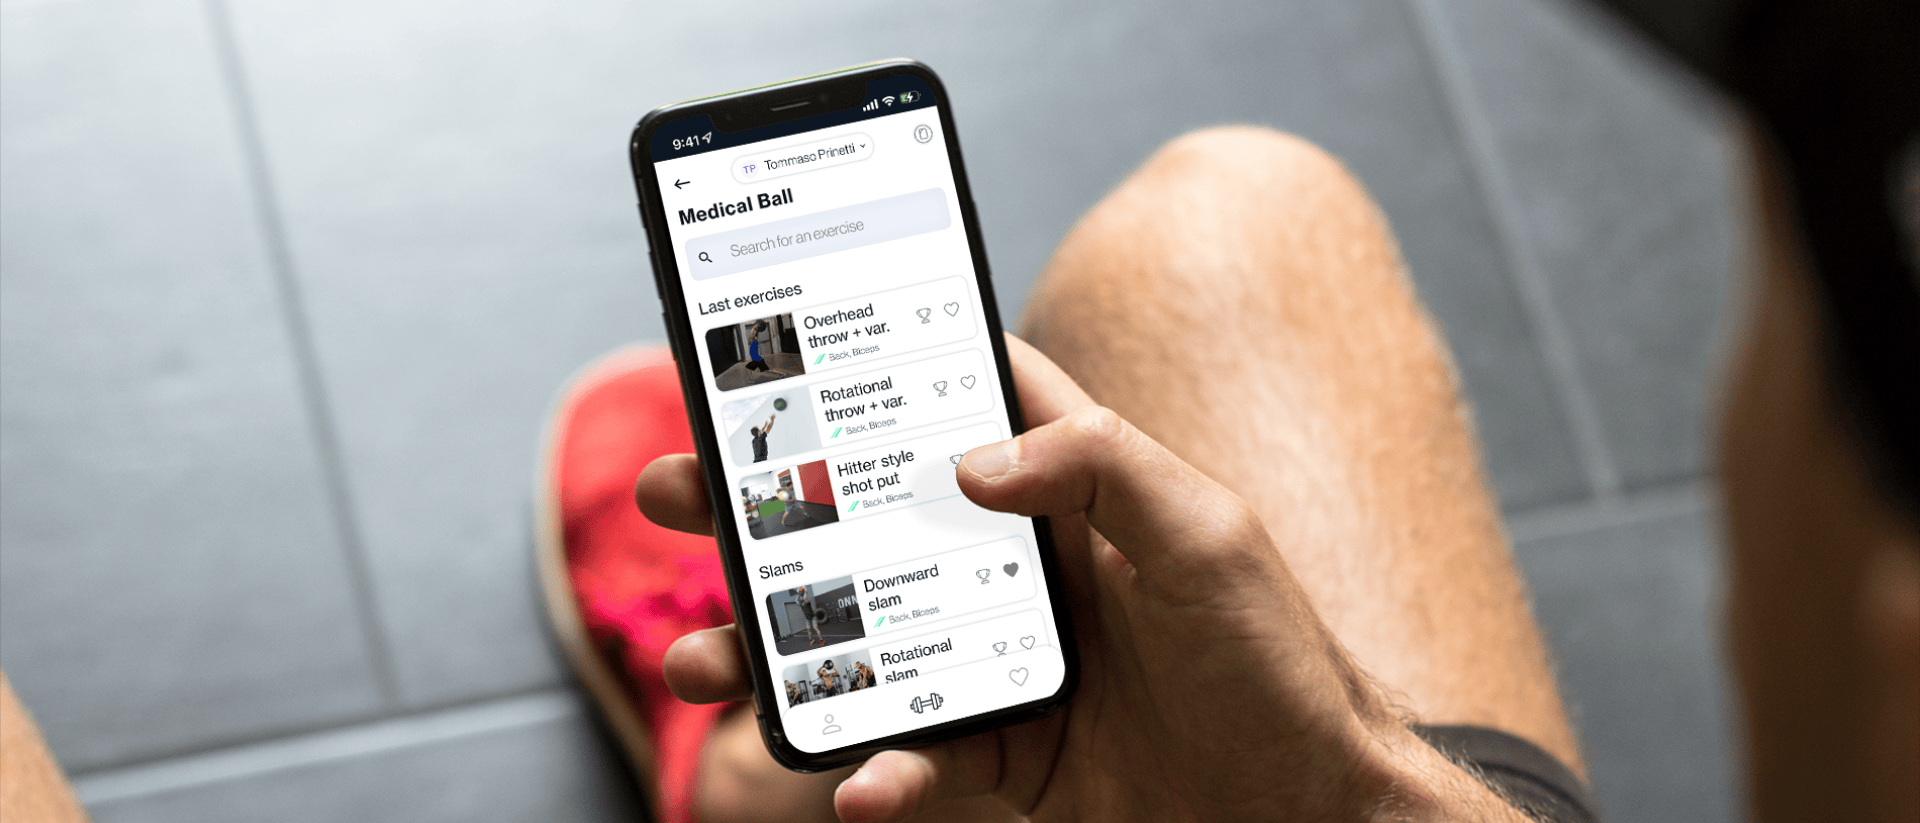 9:41
TP Tommaso Prinetti
Medical Ball
Search for an exercise
Last exercises
Overhead
throw + var.
Back, Biceps
Rotational
throw + var.
Back, Biceps
Hitter style
shot put
Back, Biceps
Slams
DNN
Downward
slam
Back, Biceps
Rotational
slam